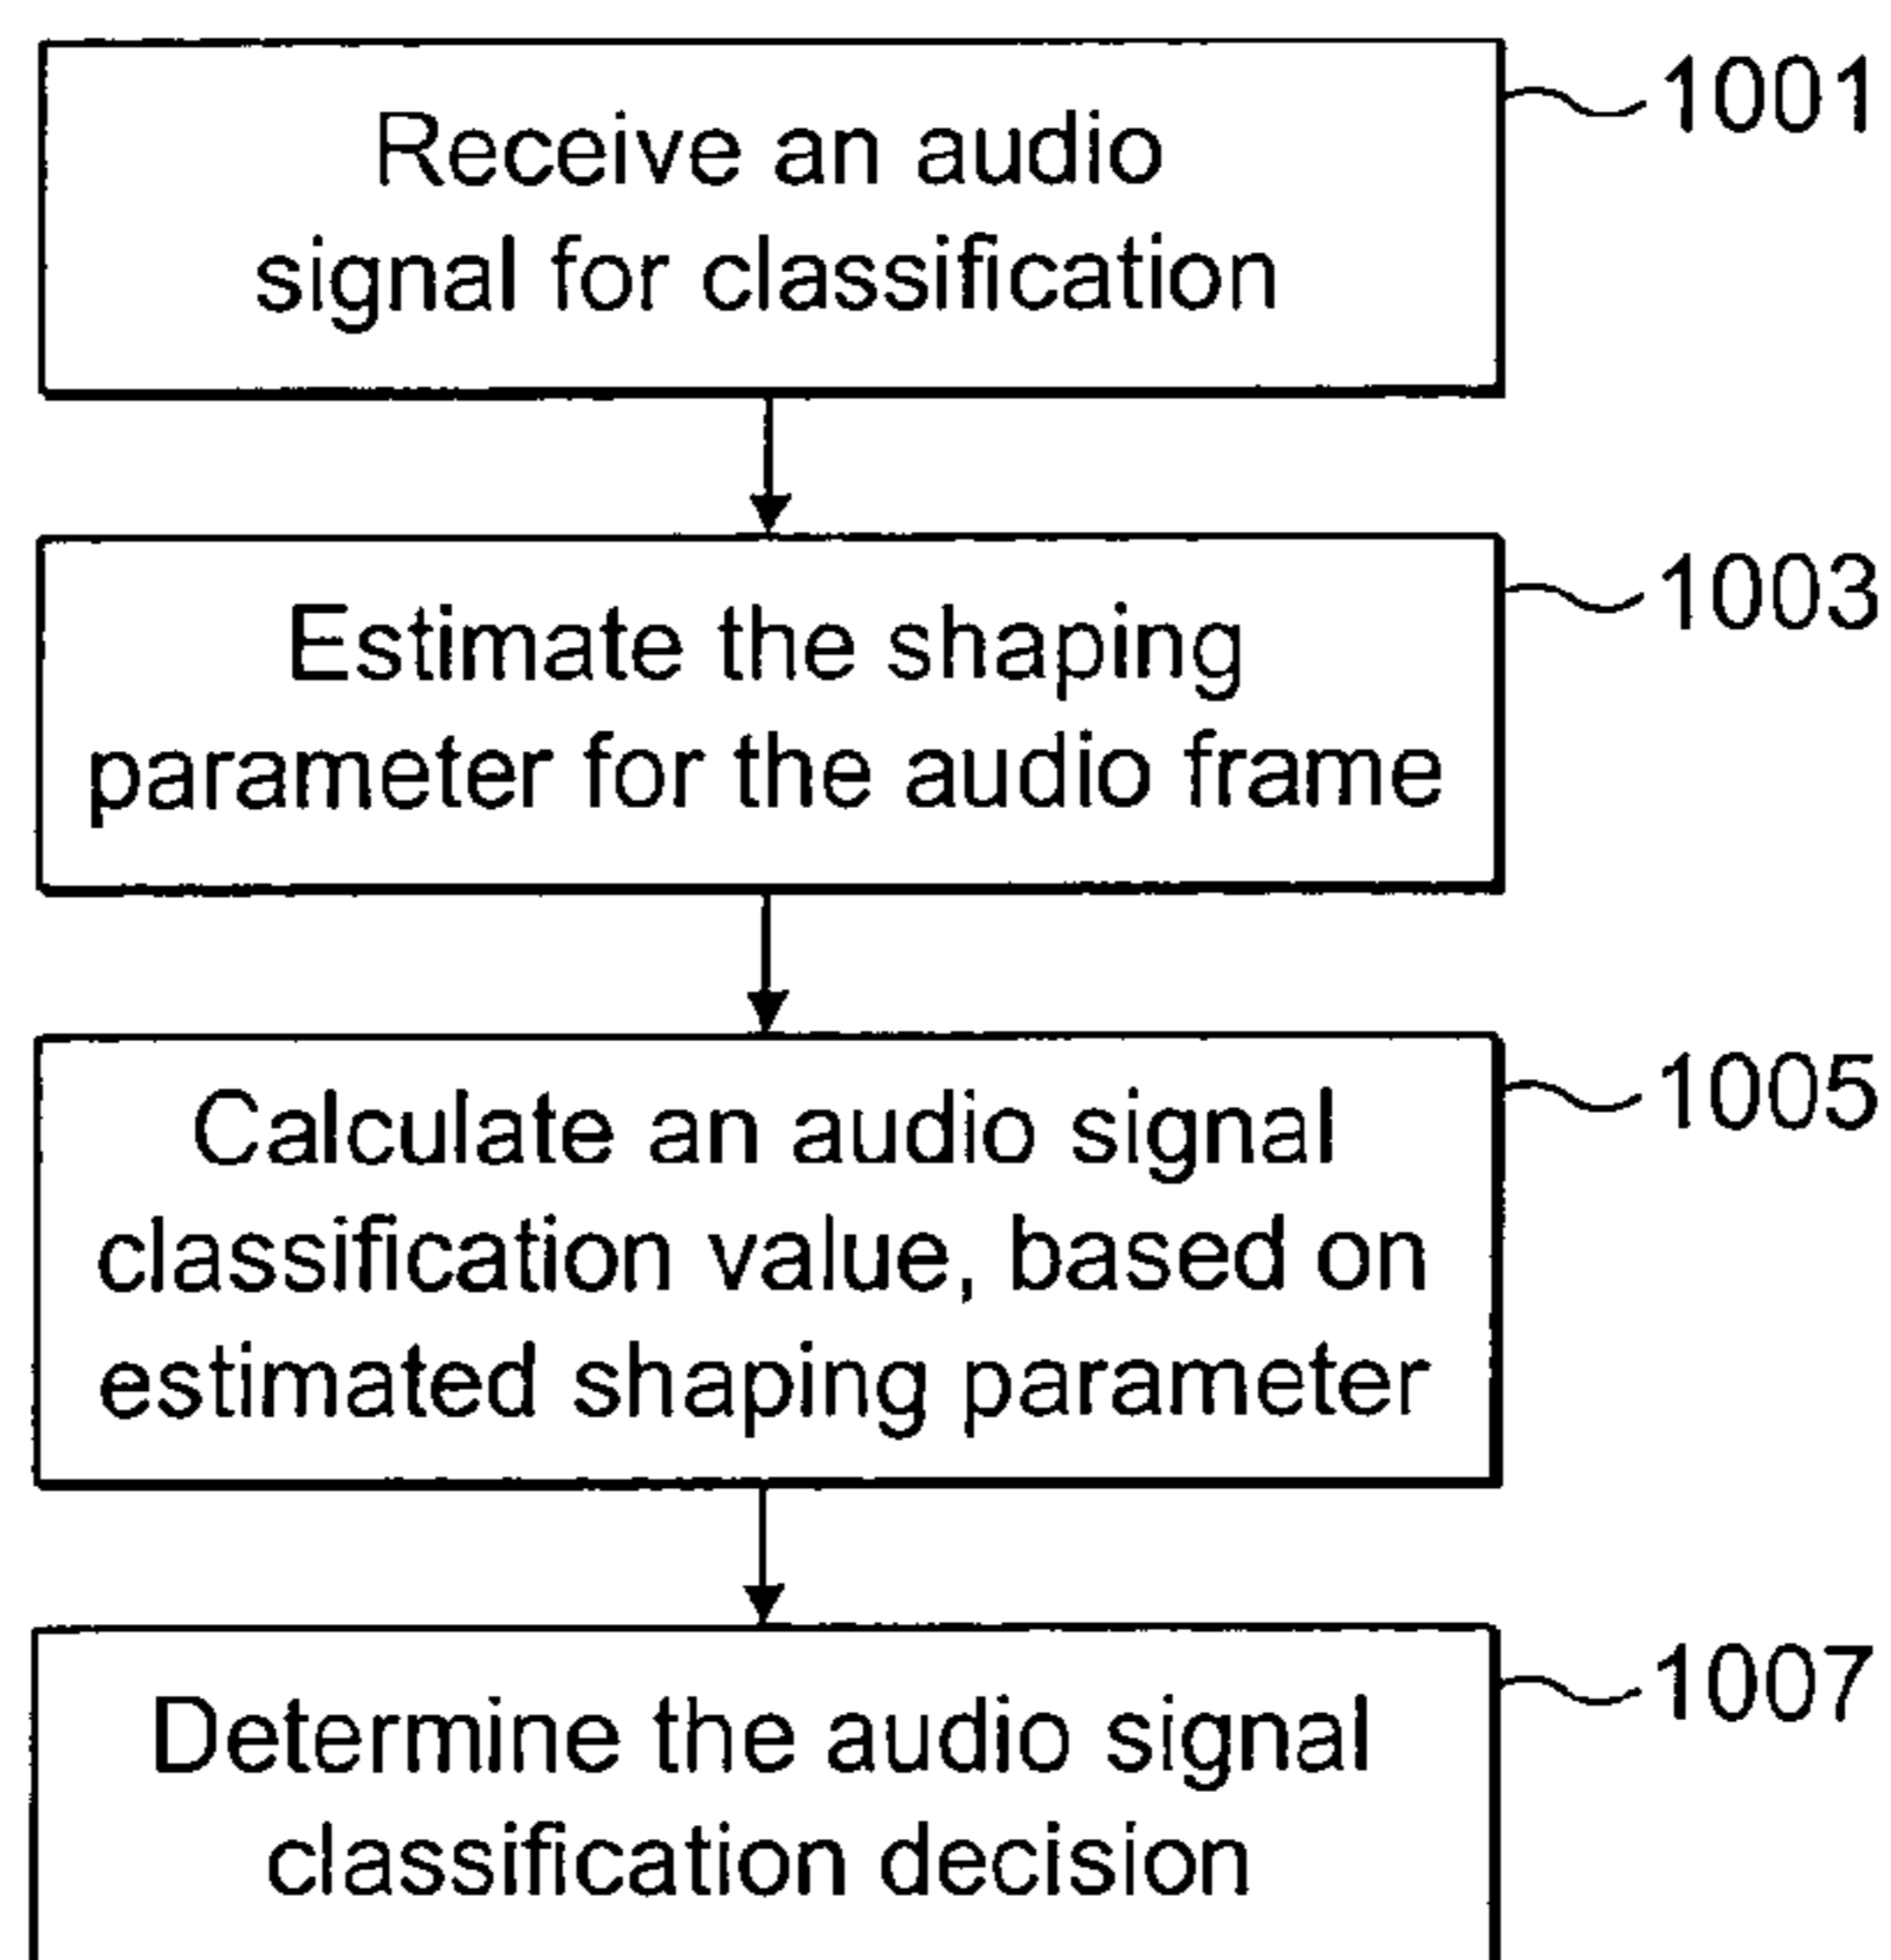 Receive an audio
signal for classification
1001
Estimate the shaping
parameter for the audio frame
1003
Calculate an audio signal
classification value, based on
estimated shaping parameter
1005
Determine the audio signal
classification decision
1007